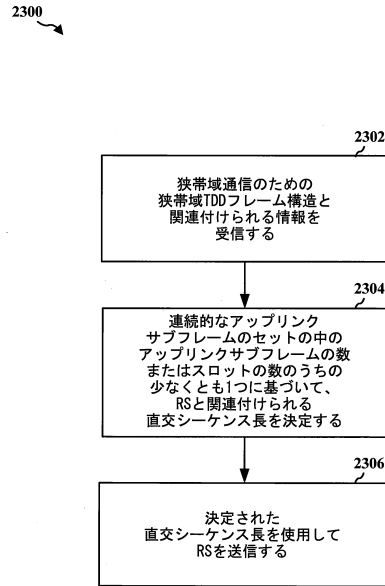 2300
2302
狭帯域通信のための
狭帯域TDDフレーム構造と
関連付けられる情報を
受信する
2304
連続的なアップリンク
サブフレームのセットの中の
アップリンクサブフレームの数
またはスロットの数のうちの
少なくとも1つに基づいて、
RSと関連付けられる
直交シーケンス長を決定する
2306
決定された
直交シーケンス長を使用して
RSを送信する